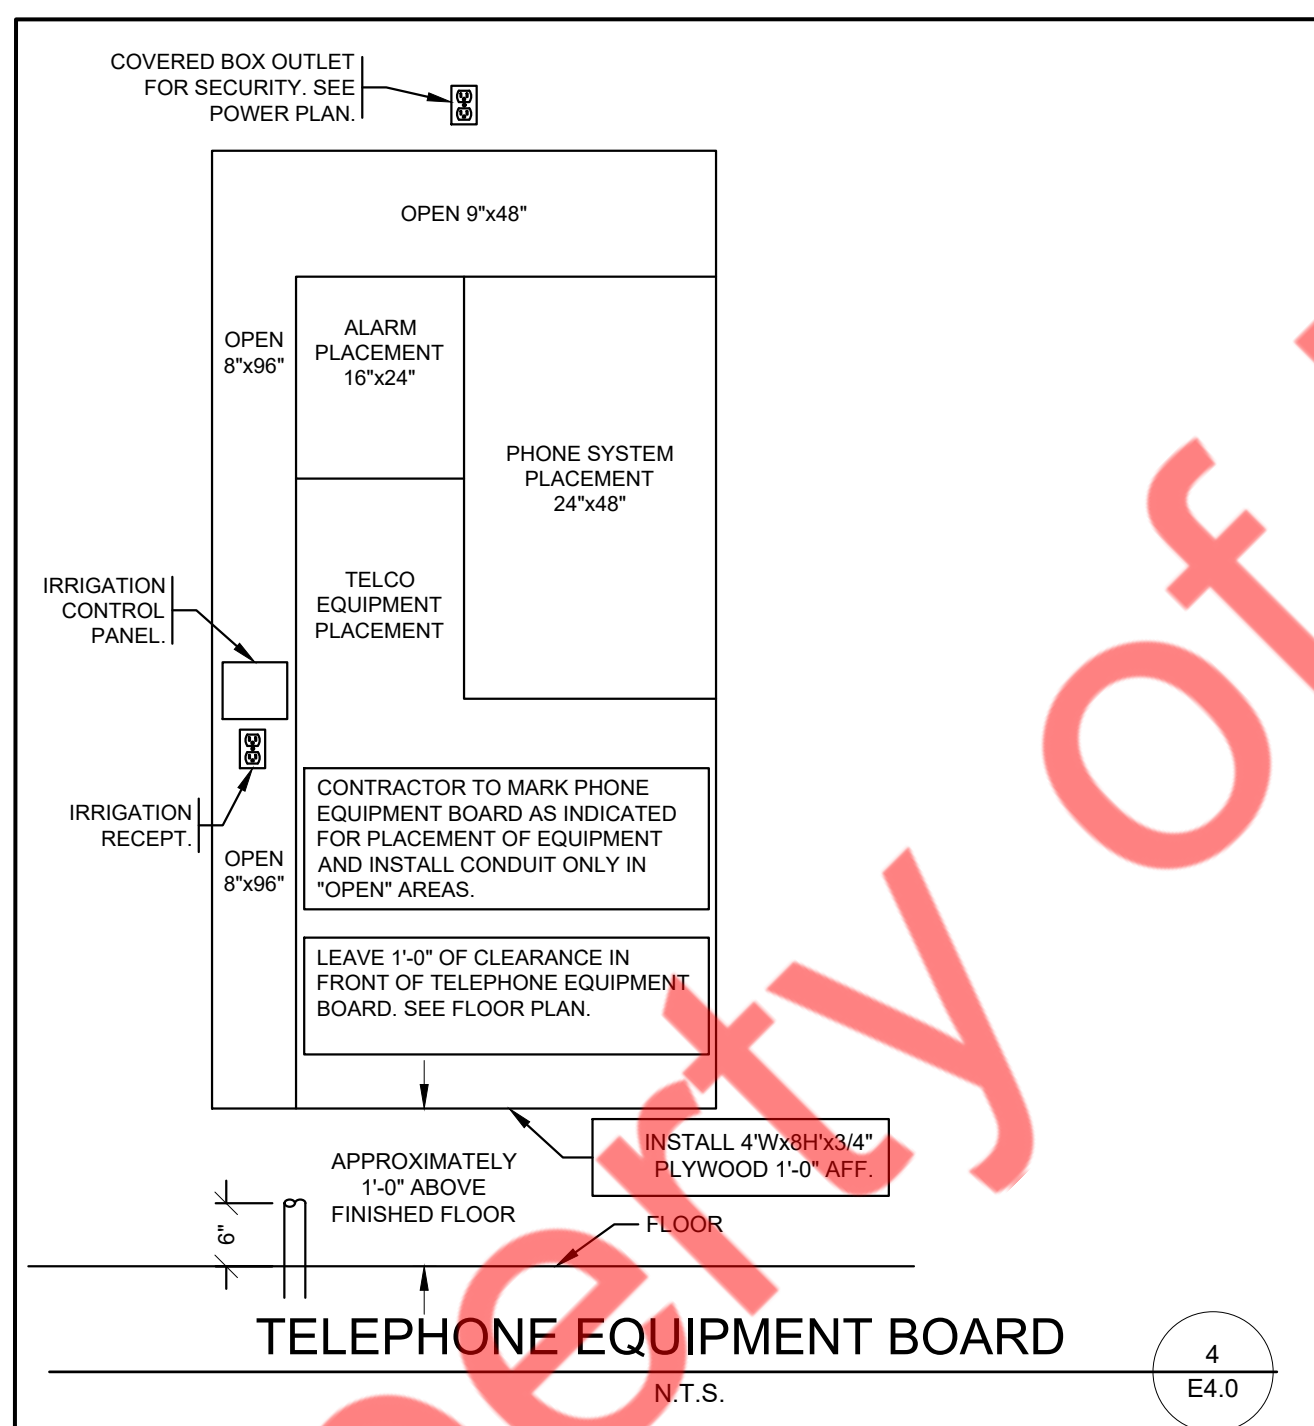 COVERED BOX OUTLET
FOR SECURITY. SEE
POWER PLAN.
OPEN 9"x48"
OPEN
8"x96"
ALARM
PLACEMENT
16"x24"
PHONE SYSTEM
PLACEMENT
24"x48"
TELCO
EQUIPMENT
PLACEMENT
IRRIGATION
CONTROL
PANEL.
IRRIGATION
RECEPT.
OPEN
8"x96"
CONTRACTOR TO MARK PHONE
EQUIPMENT BOARD AS INDICATED
FOR PLACEMENT OF EQUIPMENT
AND INSTALL CONDUIT ONLY IN
"OPEN" AREAS.
LEAVE 1'-0" OF CLEARANCE IN
FRONT OF TELEPHONE EQUIPMENT
BOARD. SEE FLOOR PLAN.
INSTALL 4'Wx8H'x3/4"
PLYWOOD 1'-0" AFF.
APPROXIMATELY
1'-0" ABOVE
FINISHED FLOOR
6"
FLOOR
TELEPHONE EQUIPMENT BOARD
N.T.S.
4
E4.0